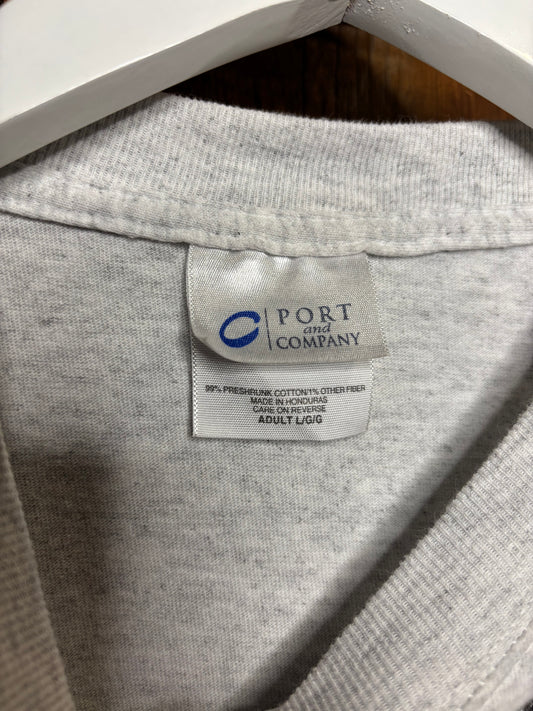 PORT
and
COMPANY
99% PRESHRUNK COTTON/1% OTHER FIBER
MADE IN HONDURAS
CARE ON REVERSE
ADULT L/G/G